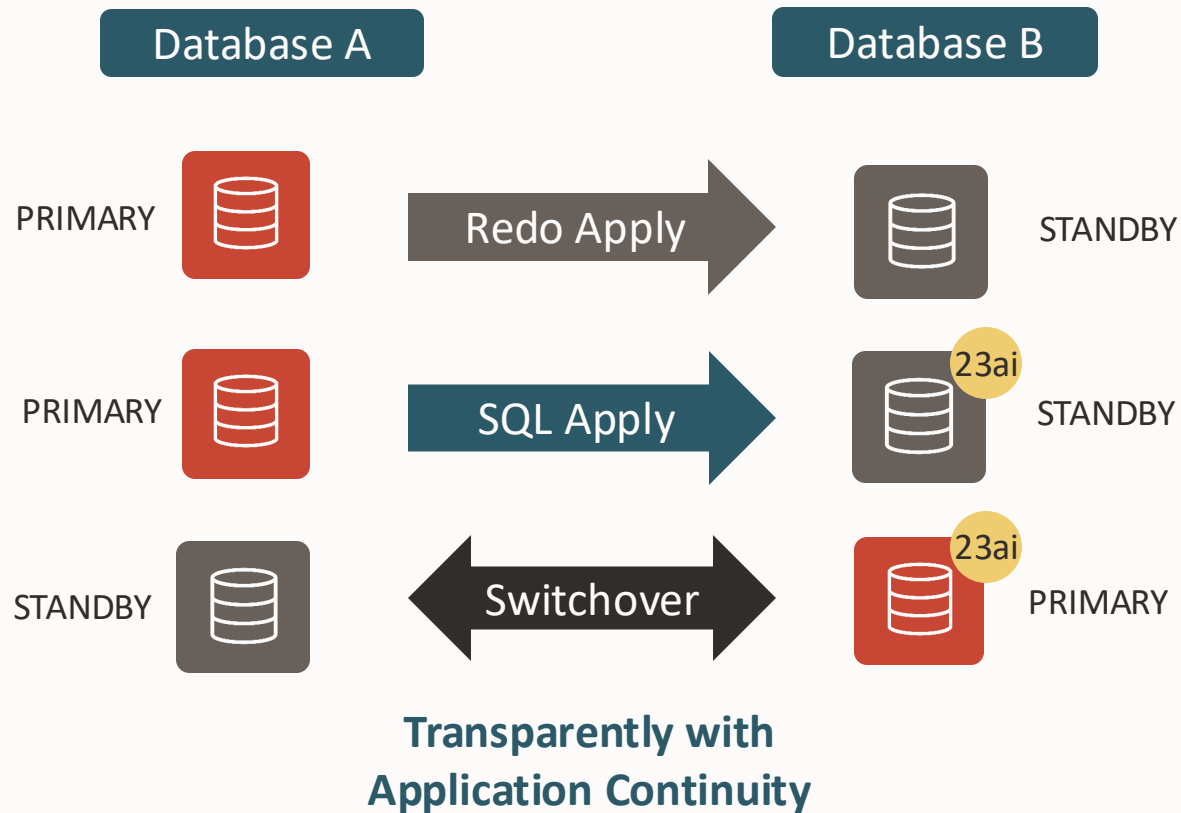 Database A
Database B
PRIMARY
Redo Apply
STANDBY
PRIMARY
SQL Apply
23ai
STANDBY
STANDBY
Switchover
23ai
PRIMARY
Transparently with
Application Continuity